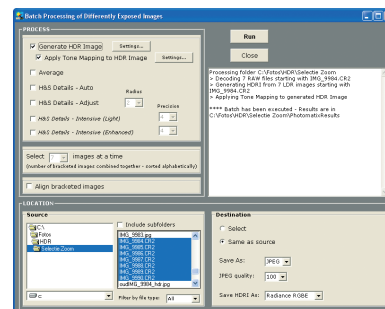 Batch Processing of Differently Exposed Images
PROCESS
Generate HDR Image
Settings...
Apply Tone Mapping to HDR Image
Settings...
Average
H&S Details - Auto
Radius
H&S Details - Adjust
2
Precision
H&S Details - Intensive (Light)
4
H&S Details - Intensive (Enhanced)
4
Select 7 images at a time
(number of bracketed images combined together - sorted alphabetically)
Align bracketed images
Run
Close
Processing folder C:\Fotos\HDR\Selectie Zoom
> Decoding 7 RAW files starting with
IMG_9984.CR2
> Generating HDRI from 7 LDR images starting with
IMG_9984.CR2
> Applying Tone Mapping to generated HDR Image
**** Batch has been executed - Results are in
C:\Fotos\HDR\Selectie Zoom\PhotomatixResults
LOCATION
Source
C:\
Fotos
HDR
Selectie Zoom
c:
Include subfolders
IMG_9983.jpg
IMG_9984.CR2
IMG_9985.CR2
IMG_9986.CR2
IMG_9987.CR2
IMG_9988.CR2
IMG_9989.CR2
IMG_9990.CR2
oudIMG_9984_hdr.jpg
Filter by file type: All
Destination
Select
Same as source
Save As: JPEG
JPEG quality: 100
Save HDRI As: Radiance RGBE